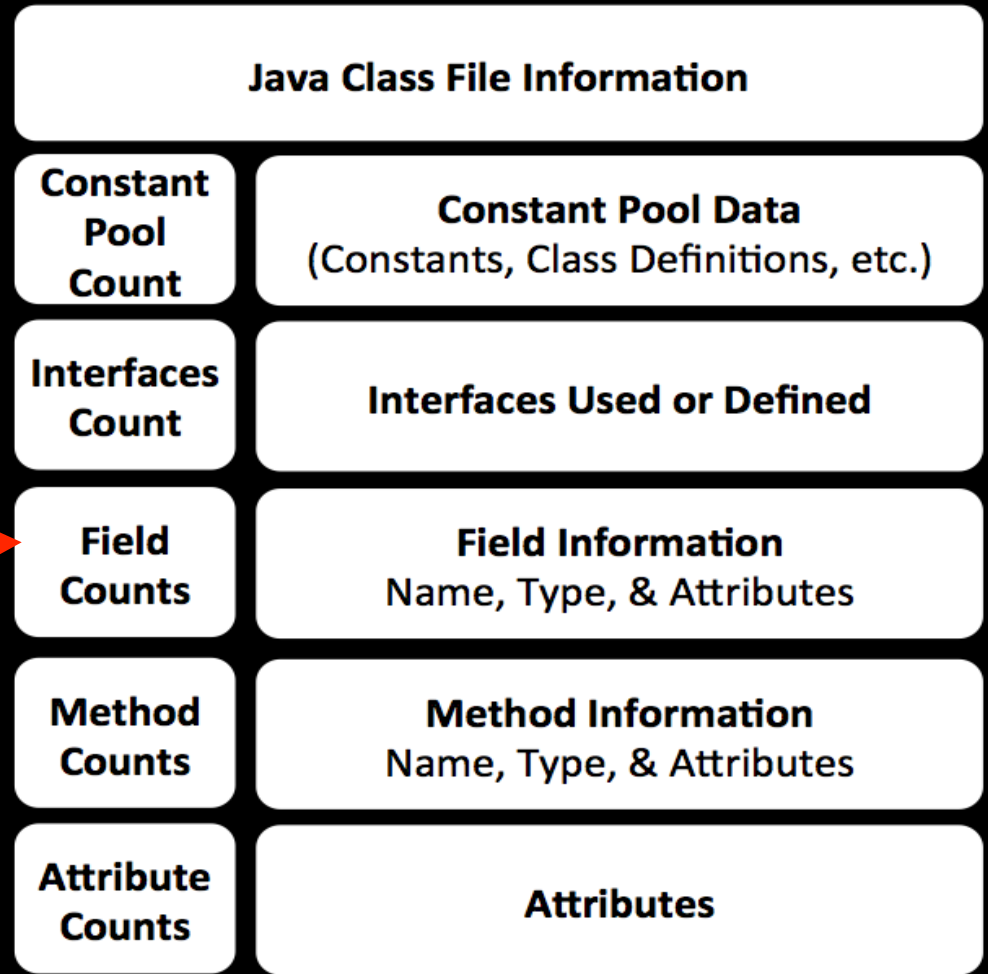 Java Class File Information
Constant
Pool
Count
Constant Pool Data
(Constants, Class Definitions, etc.)
Interfaces
Count
Interfaces Used or Defined
Field
Counts
Field Information
Name, Type, & Attributes
Method
Counts
Method Information
Name, Type, & Attributes
Attribute
Counts
Attributes